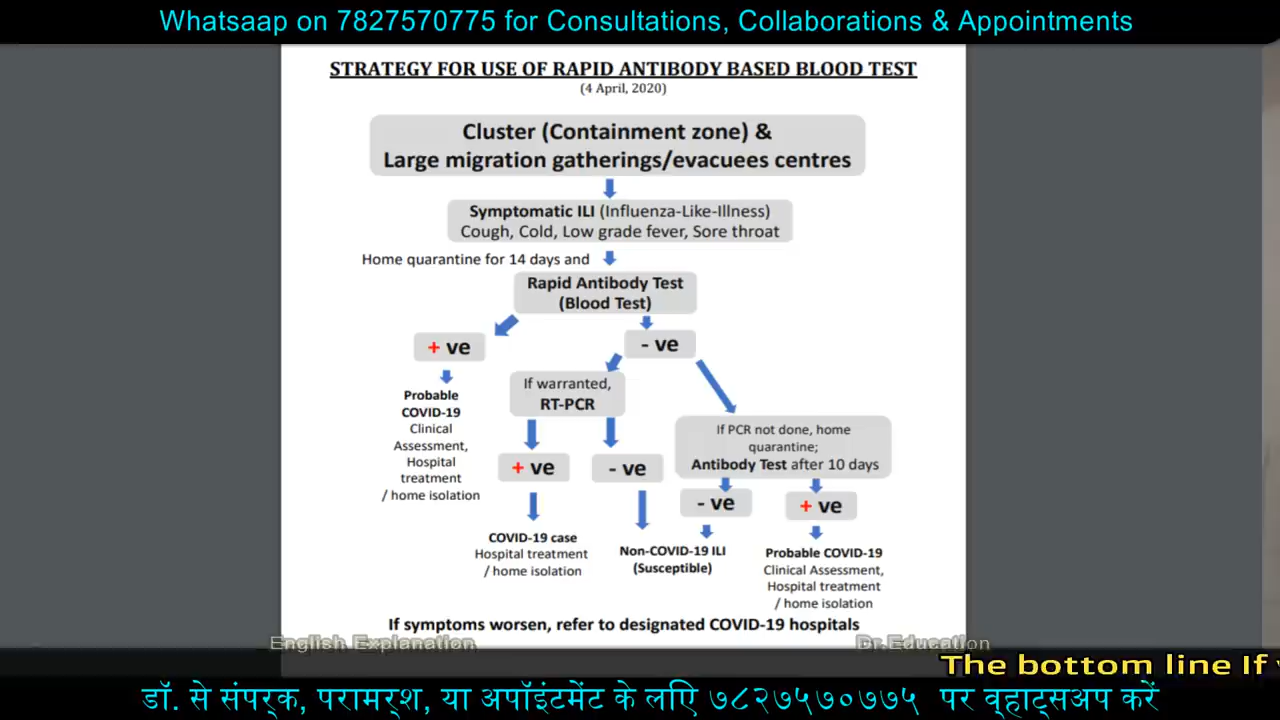 Whatsaap on 7827570775 for Consultations, Collaborations & Appointments
STRATEGY FOR USE OF RAPID ANTIBODY BASED BLOOD TEST
(4 April, 2020)
Cluster (Containment zone) &
Large migration gatherings/evacuees centres
Symptomatic ILI (Influenza-Like-Illness)
Cough, Cold, Low grade fever, Sore throat
Home quarantine for 14 days and
Rapid Antibody Test
(Blood Test)
+ ve
- ve
Probable
COVID-19
Clinical
Assessment,
Hospital
treatment
/ home isolation
If warranted,
RT-PCR
+ ve
- ve
If PCR not done, home
quarantine;
Antibody Test after 10 days
- ve
+ ve
COVID-19 case
Hospital treatment
/ home isolation
Non-COVID-19 ILI
(Susceptible)
Probable COVID-19
Clinical Assessment,
Hospital treatment
/ home isolation
If symptoms worsen, refer to designated COVID-19 hospitals
English Explanation
Dr.Education
The bottom line If
डॉ. से संपर्क, परामर्श, या अपॉइंटमेंट के लिए ७८२७५७०७७५ पर व्हाट्सअप करें